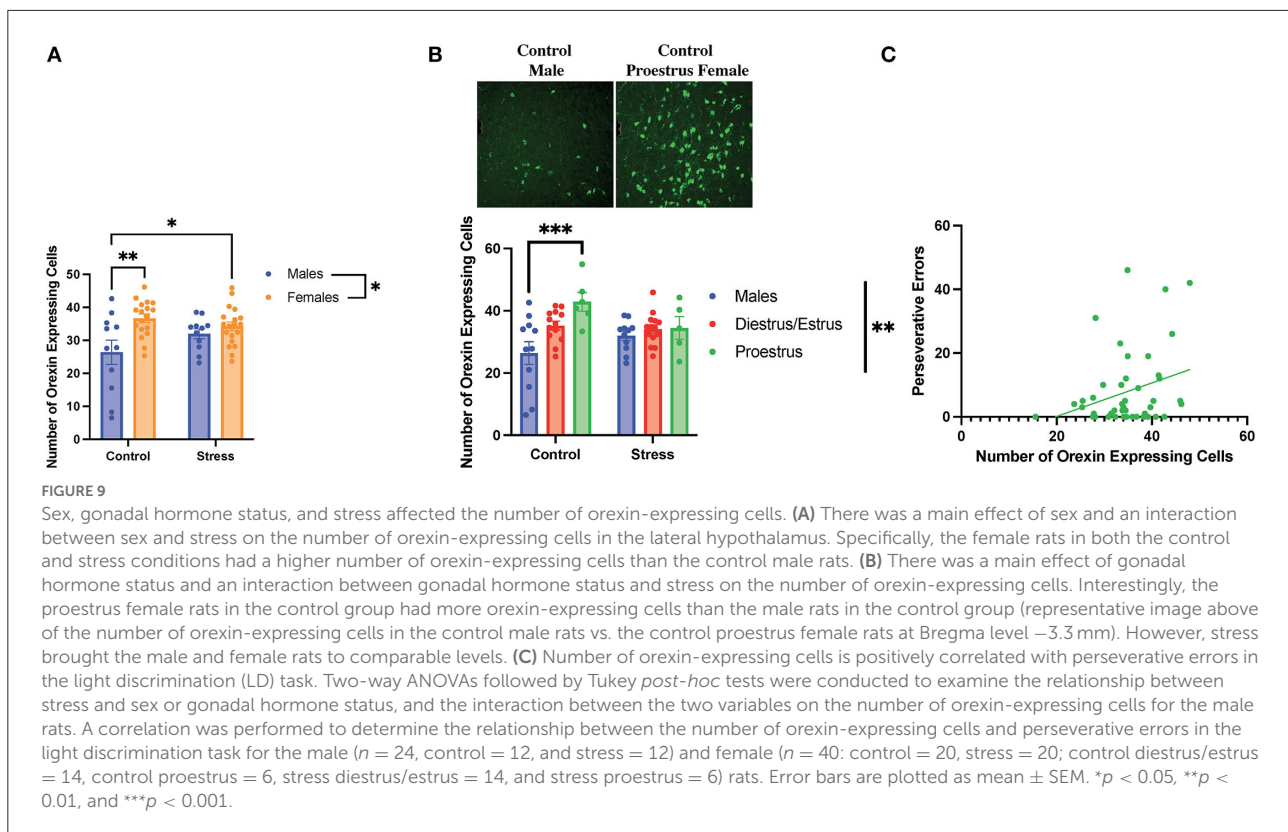 A
B
C
Control
Male
Control
Proestrus Female
Number of Orexin Expressing Cells
50
40
30
20
10
0
*
**
Control
Stress
Males
Females
*
Number of Orexin Expressing Cells
60
40
20
0
***
Control
Stress
Males
Diestrus/Estrus
Proestrus
**
Perseverative Errors
60
40
20
0
0
20
40
60
Number of Orexin Expressing Cells
FIGURE 9
Sex, gonadal hormone status, and stress affected the number of orexin-expressing cells. (A) There was a main effect of sex and an interaction
between sex and stress on the number of orexin-expressing cells in the lateral hypothalamus. Specifically, the female rats in both the control
and stress conditions had a higher number of orexin-expressing cells than the control male rats. (B) There was a main effect of gonadal
hormone status and an interaction between gonadal hormone status and stress on the number of orexin-expressing cells. Interestingly, the
proestrus female rats in the control group had more orexin-expressing cells than the male rats in the control group (representative image above
of the number of orexin-expressing cells in the control male rats vs. the control proestrus female rats at Bregma level −3.3 mm). However, stress
brought the male and female rats to comparable levels. (C) Number of orexin-expressing cells is positively correlated with perseverative errors in
the light discrimination (LD) task. Two-way ANOVAs followed by Tukey post-hoc tests were conducted to examine the relationship between
stress and sex or gonadal hormone status, and the interaction between the two variables on the number of orexin-expressing cells for the male
rats. A correlation was performed to determine the relationship between the number of orexin-expressing cells and perseverative errors in the
light discrimination task for the male (n = 24, control = 12, and stress = 12) and female (n = 40: control = 20, stress = 20; control diestrus/estrus
= 14, control proestrus = 6, stress diestrus/estrus = 14, and stress proestrus = 6) rats. Error bars are plotted as mean ± SEM. *p < 0.05, **p <
0.01, and ***p < 0.001.